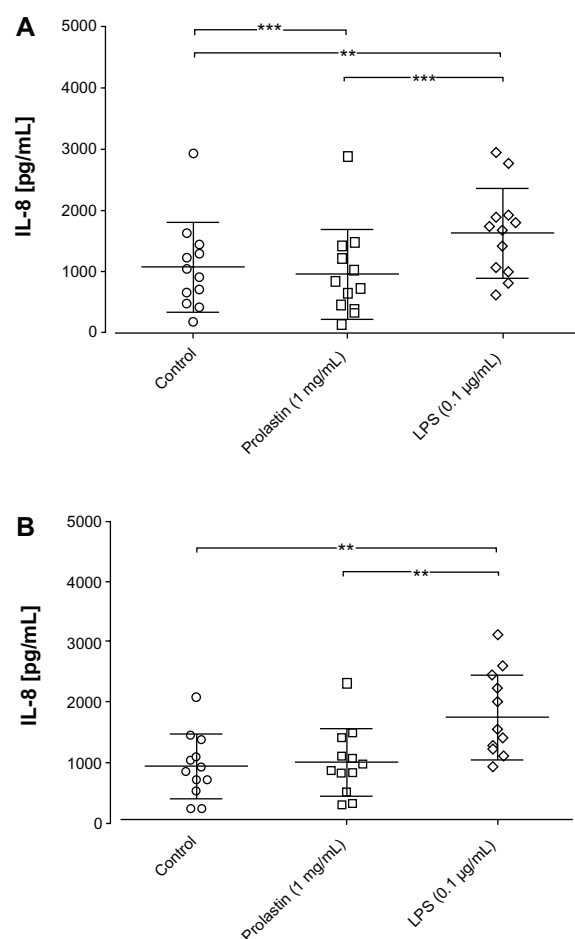 A
***
**
***
5000
4000
3000
2000
1000
0
IL-8 [pg/mL]
Control
Prolastin (1 mg/mL)
LPS (0.1 µg/mL)
B
**
**
5000
4000
3000
2000
1000
0
IL-8 [pg/mL]
Control
Prolastin (1 mg/mL)
LPS (0.1 µg/mL)